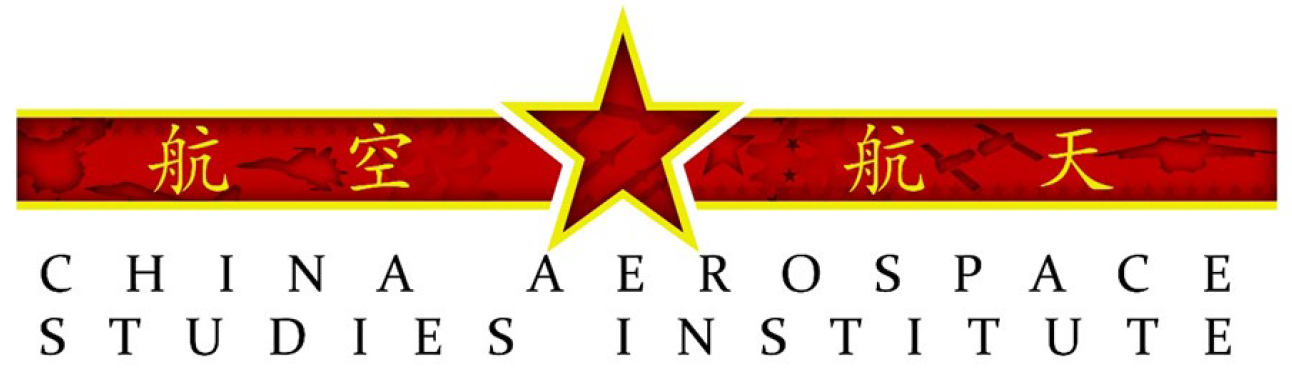 航空 航天
CHINA AEROSPACE
STUDIES INSTITUTE